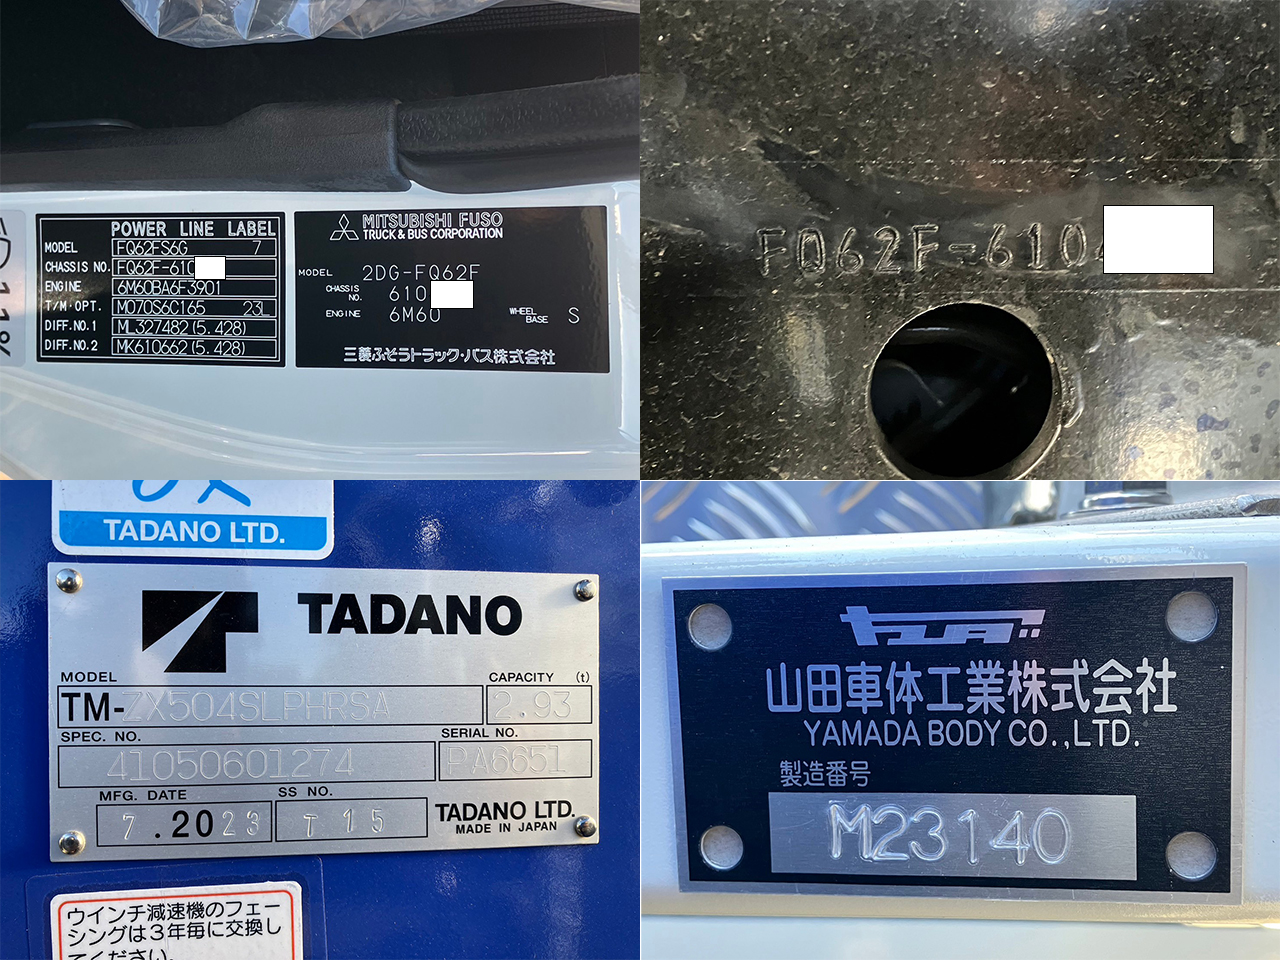 POWER LINE LABEL
MODEL FQ62FS6G 7
CHASSIS NO. FQ62F-610
ENGINE 6M60BA6F3901
T/M・OPT. M070S6C165 23L
DIFF.NO.1 ML327482(5.428)
DIFF.NO.2 MK610662(5.428)
MITSUBISHI FUSO
TRUCK & BUS CORPORATION
MODEL 2DG-FQ62F
CHASSIS NO. 610
ENGINE 6M60 WHEEL BASE S
三菱ふそうトラック・バス株式会社
FQ62F-610
TADANO LTD.
TADANO
MODEL CAPACITY (t)
TM-ZX504SLPHRSA 2.93
SPEC. NO. SERIAL NO.
41050601274 PA6651
MFG. DATE SS NO.
7 .2023 T 15
TADANO LTD.
MADE IN JAPAN
ウインチ減速機のフェー
シングは3年毎に交換し
てください。
山田車体工業株式会社
YAMADA BODY CO.,LTD.
製造番号
M23140